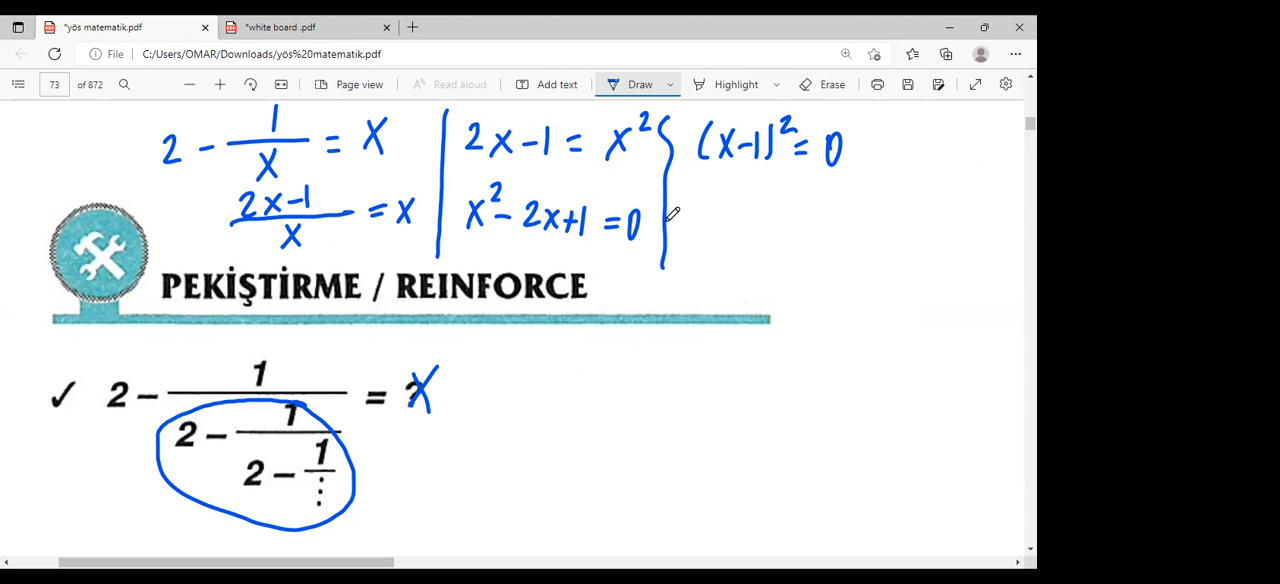 *yös matematik.pdf
*white board .pdf
File C:/Users/OMAR/Downloads/yös%20matematik.pdf
73 of 872 Page view Read aloud Add text Draw Highlight Erase
2 - 1/x = x
(2x-1)/x = x
2x-1 = x²
x² - 2x+1 = 0
(x-1)² = 0
PEKİŞTİRME / REINFORCE
✓ 2 - 1/(2 - 1/(2 - 1/⋮)) = ? x